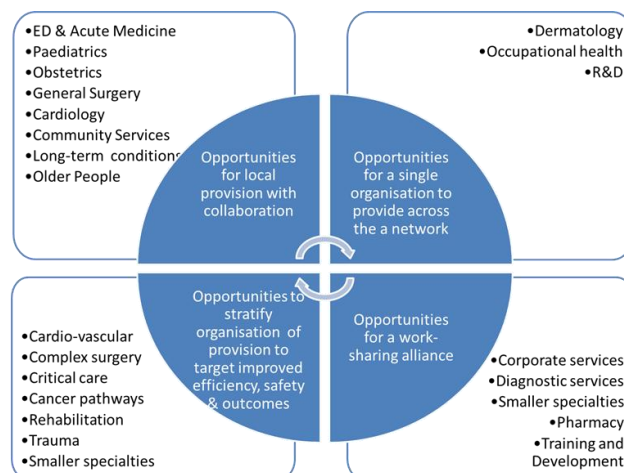 •ED & Acute Medicine
•Paediatrics
•Obstetrics
•General Surgery
•Cardiology
•Community Services
•Long-term conditions
•Older People
•Dermatology
•Occupational health
•R&D
Opportunities
for local
provision with
collaboration
Opportunities
for a single
organisation to
provide across
the a network
Opportunities to
stratify
organisation of
provision to
target improved
efficiency, safety
& outcomes
Opportunities
for a work-
sharing alliance
•Cardio-vascular
•Complex surgery
•Critical care
•Cancer pathways
•Rehabilitation
•Trauma
•Smaller specialties
•Corporate services
•Diagnostic services
•Smaller specialties
•Pharmacy
•Training and
Development